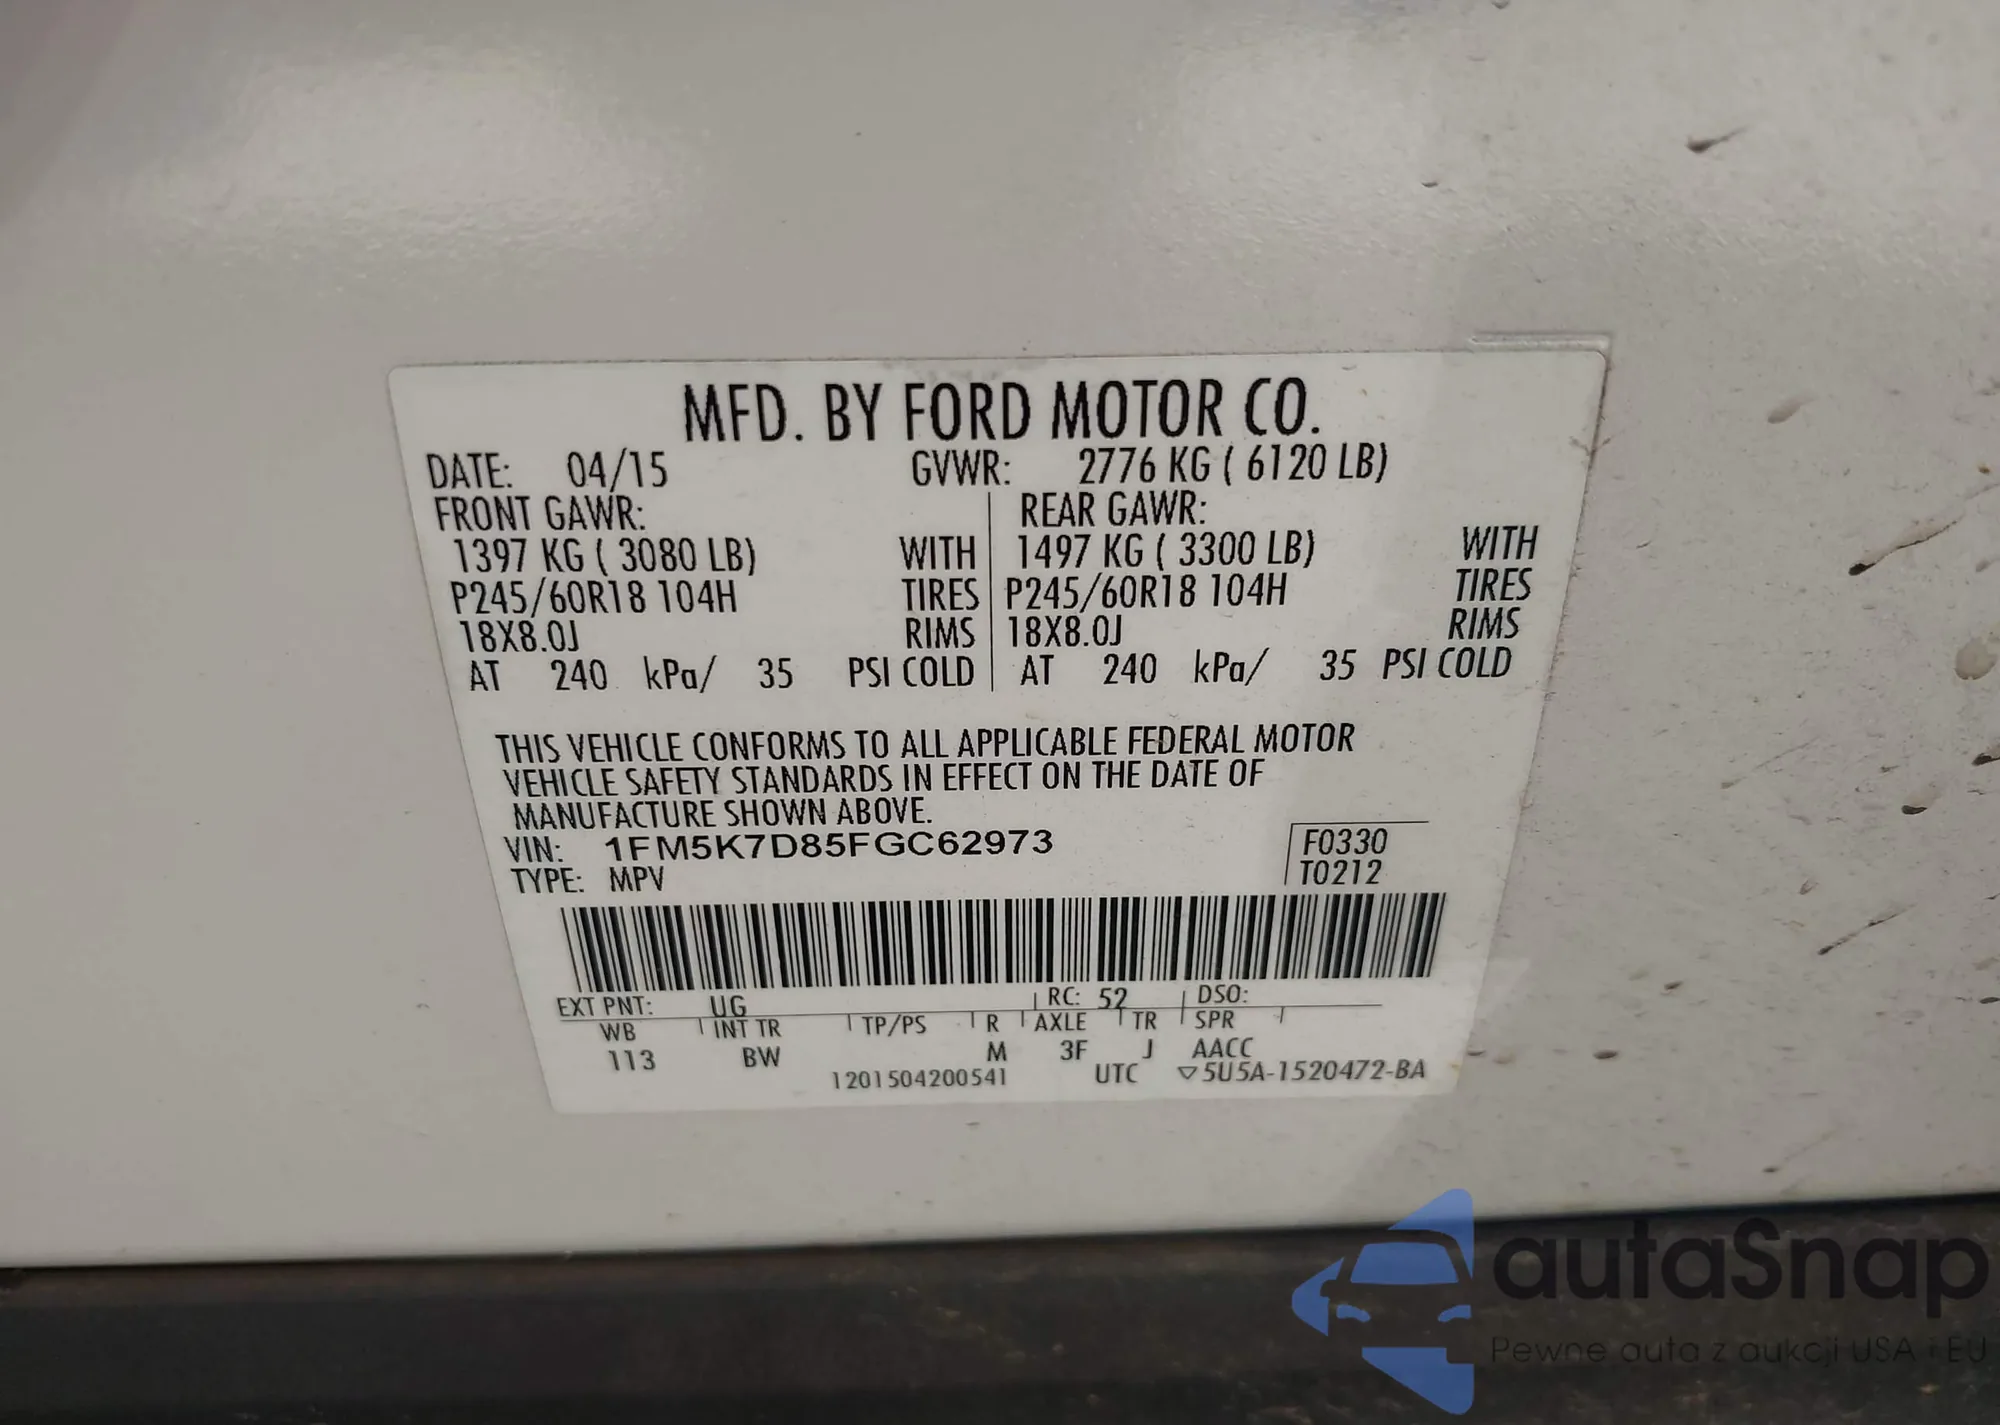 MFD. BY FORD MOTOR CO.
DATE: 04/15 GVWR: 2776 KG ( 6120 LB)
FRONT GAWR: REAR GAWR:
1397 KG ( 3080 LB) WITH 1497 KG ( 3300 LB) WITH
P245/60R18 104H TIRES P245/60R18 104H TIRES
18X8.0J RIMS 18X8.0J RIMS
AT 240 kPa/ 35 PSI COLD AT 240 kPa/ 35 PSI COLD
THIS VEHICLE CONFORMS TO ALL APPLICABLE FEDERAL MOTOR
VEHICLE SAFETY STANDARDS IN EFFECT ON THE DATE OF
MANUFACTURE SHOWN ABOVE.
VIN: 1FM5K7D85FGC62973 F0330
TYPE: MPV T0212
EXT PNT: UG RC: 52 DSO:
WB INT TR TP/PS R AXLE TR SPR
113 BW M 3F J AACC
1201504200541 UTC ▽5U5A-1520472-BA
autaSnap
Pewne auta z aukcji USA i EU